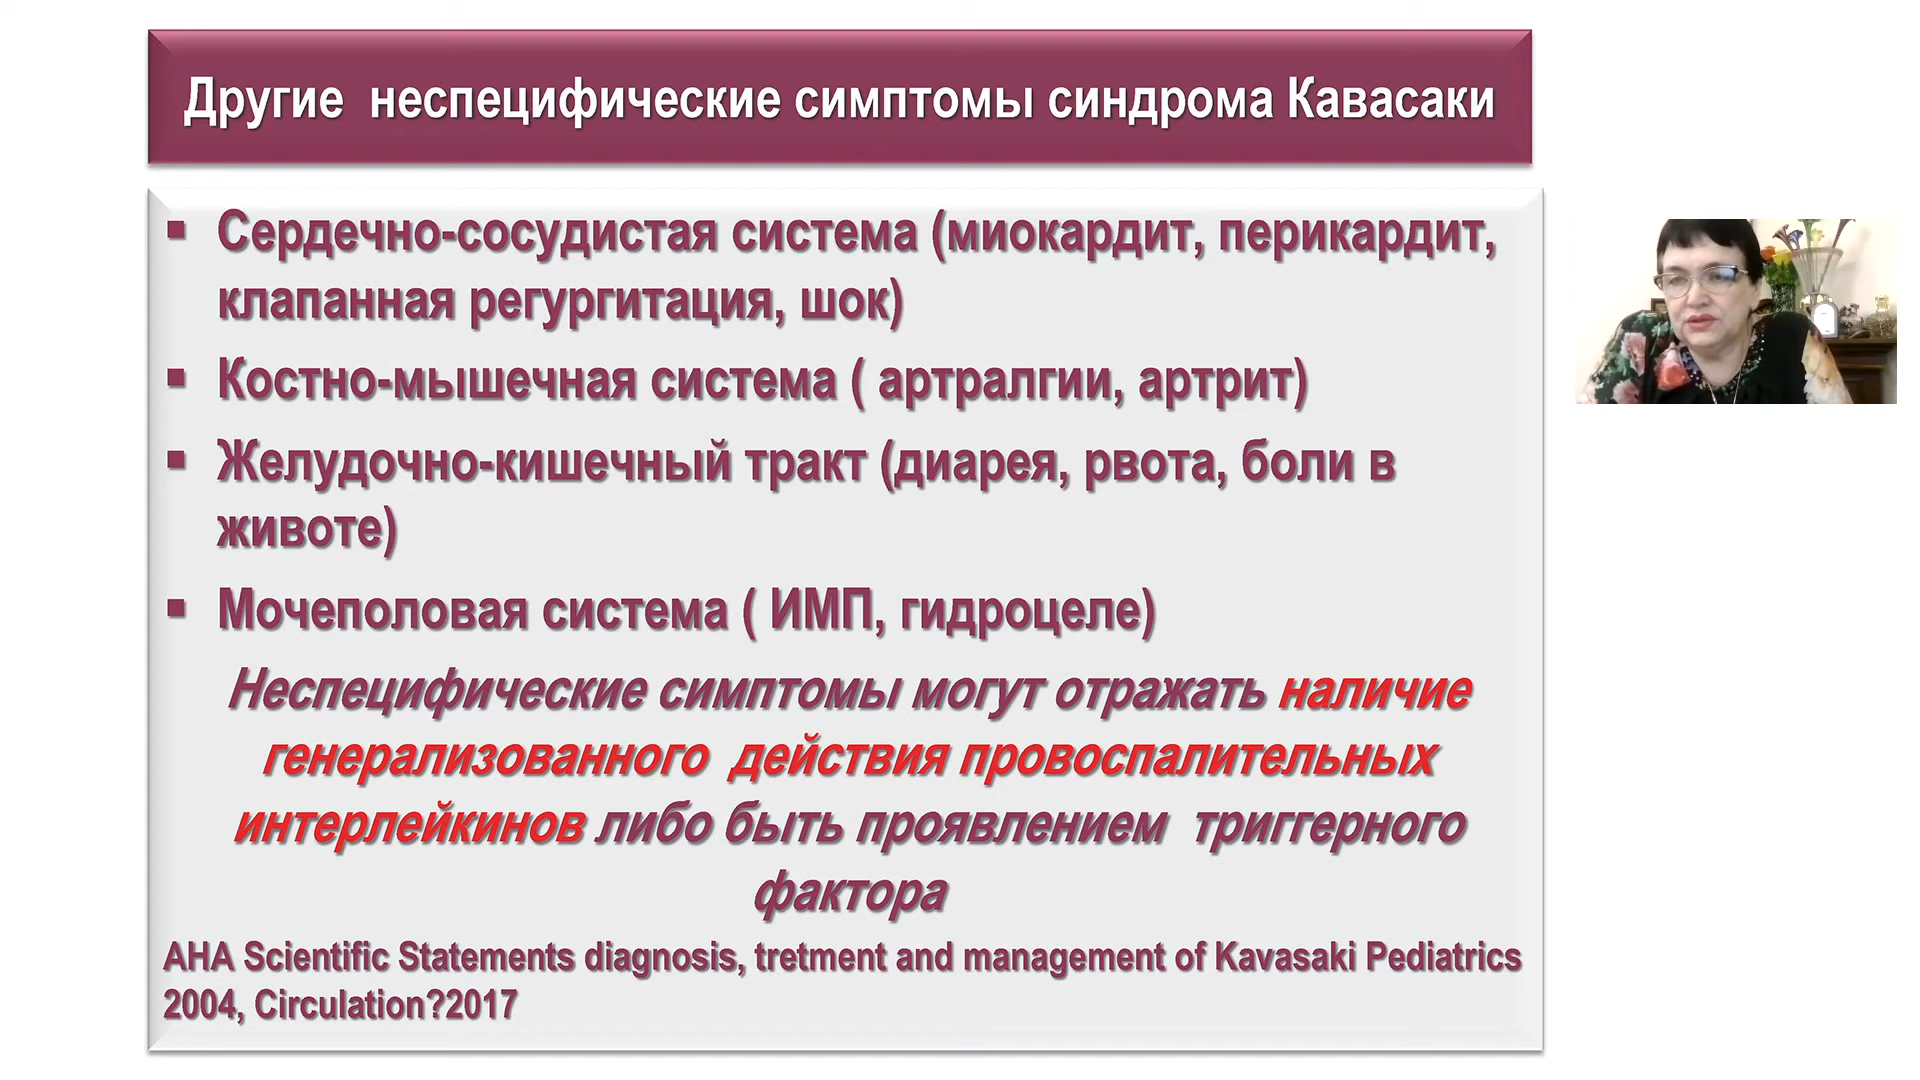 Другие неспецифические симптомы синдрома Кавасаки
▪ Сердечно-сосудистая система (миокардит, перикардит,
клапанная регургитация, шок)
▪ Костно-мышечная система ( артралгии, артрит)
▪ Желудочно-кишечный тракт (диарея, рвота, боли в
животе)
▪ Мочеполовая система ( ИМП, гидроцеле)
Неспецифические симптомы могут отражать наличие
генерализованного действия провоспалительных
интерлейкинов либо быть проявлением триггерного
фактора
AHA Scientific Statements diagnosis, tretment and management of Kavasaki Pediatrics
2004, Circulation?2017